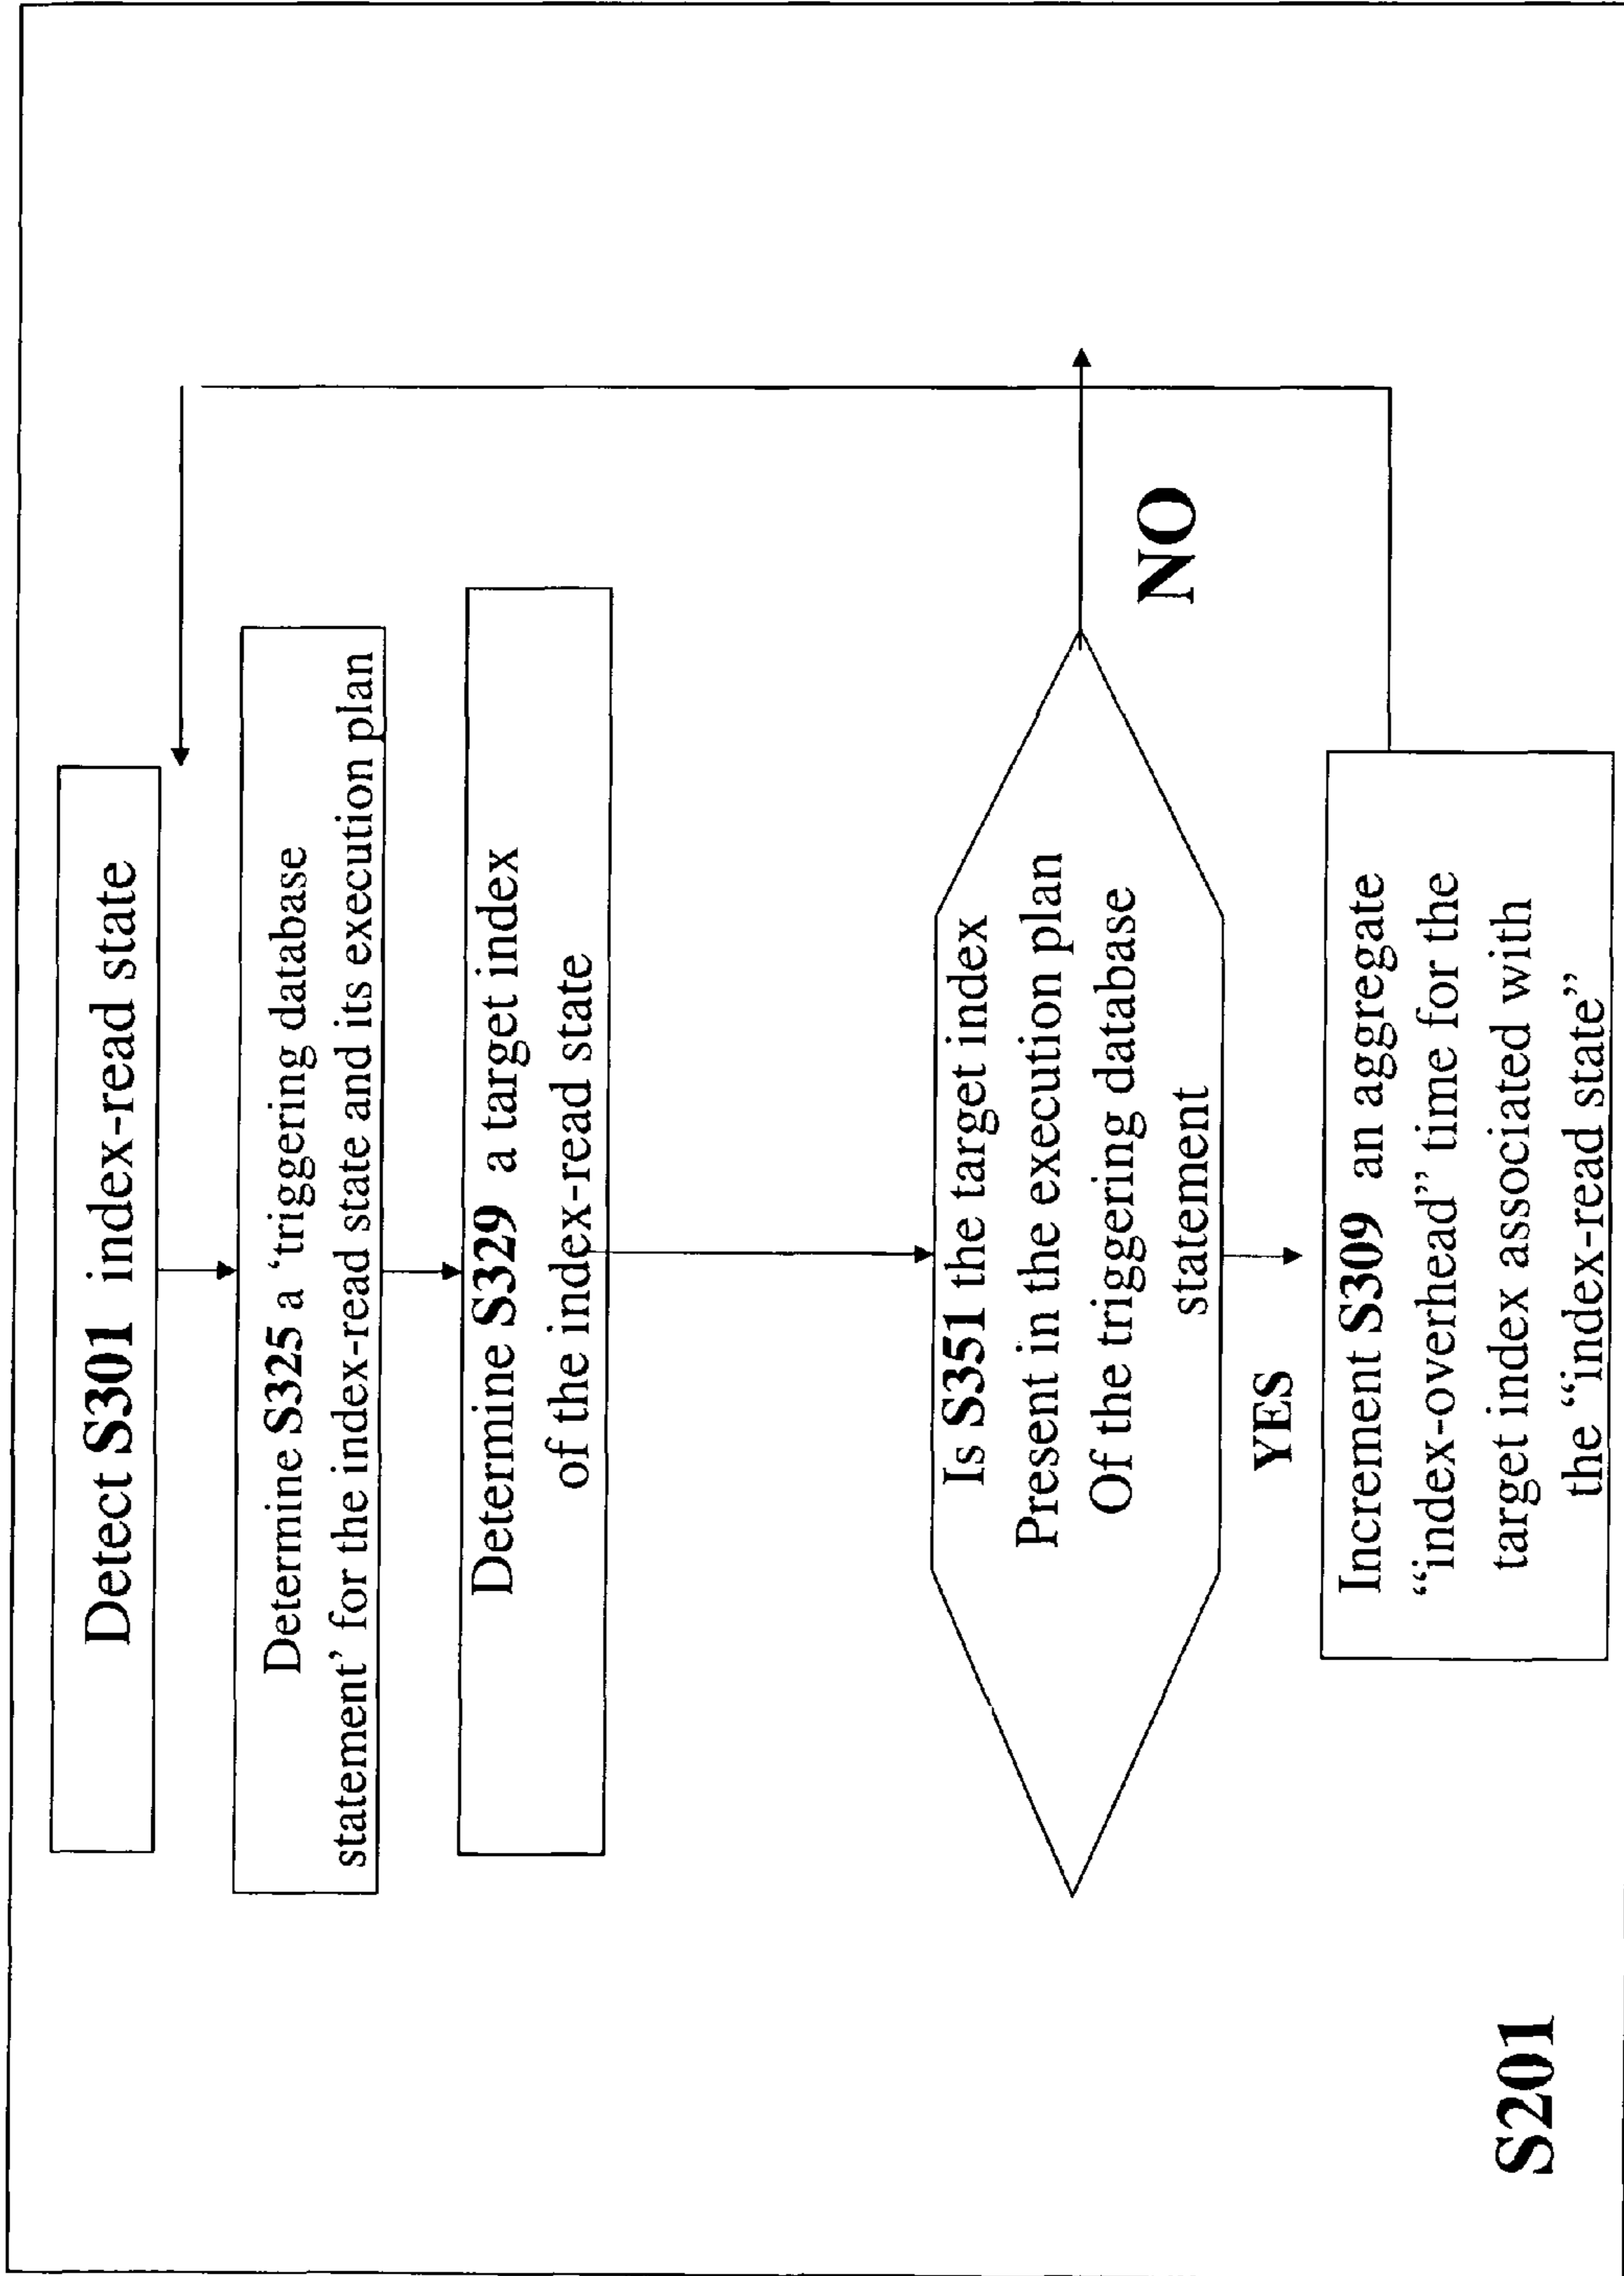 Detect S301 index-read state
Determine S325 a ‘triggering database
statement’ for the index-read state and its execution plan
Determine S329 a target index
of the index-read state
Is S351 the target index
Present in the execution plan
Of the triggering database
statement
NO
YES
Increment S309 an aggregate
“index-overhead” time for the
target index associated with
the “index-read state”
S201